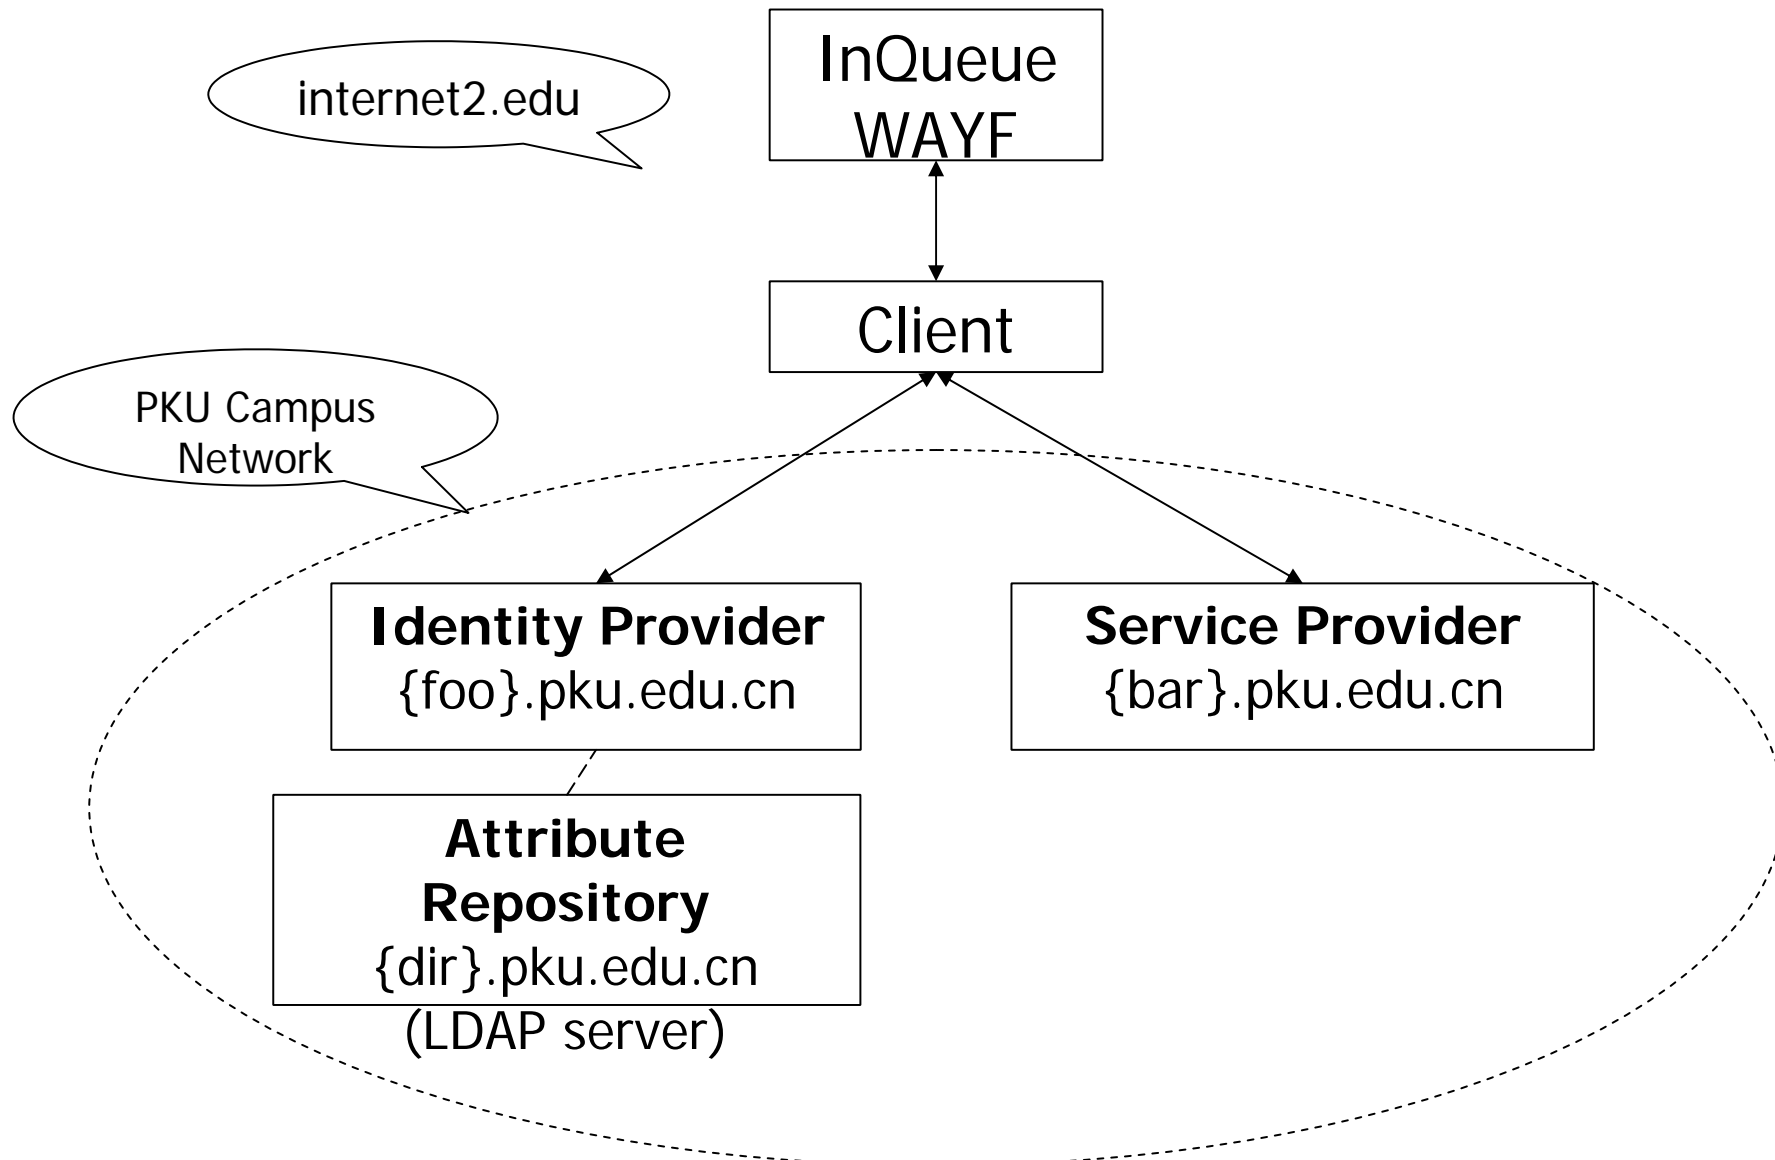 InQueue
WAYF
internet2.edu
Client
PKU Campus
Network
Identity Provider
{foo}.pku.edu.cn
Service Provider
{bar}.pku.edu.cn
Attribute
Repository
{dir}.pku.edu.cn
(LDAP server)